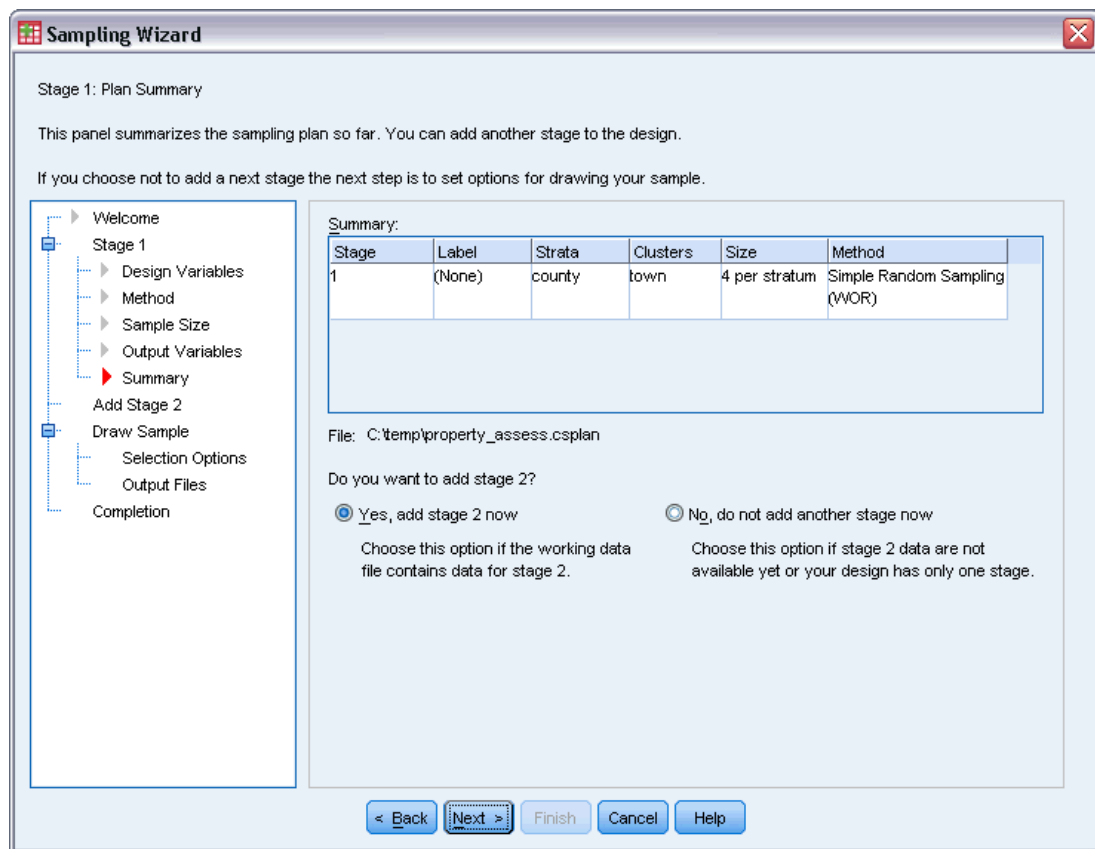 Sampling Wizard
Stage 1: Plan Summary
This panel summarizes the sampling plan so far. You can add another stage to the design.
If you choose not to add a next stage the next step is to set options for drawing your sample.
Welcome
Stage 1
Design Variables
Method
Sample Size
Output Variables
Summary
Add Stage 2
Draw Sample
Selection Options
Output Files
Completion
Summary:
Stage Label Strata Clusters Size Method
1 (None) county town 4 per stratum Simple Random Sampling
(WOR)
File: C:\temp\property_assess.csplan
Do you want to add stage 2?
Yes, add stage 2 now
Choose this option if the working data
file contains data for stage 2.
No, do not add another stage now
Choose this option if stage 2 data are not
available yet or your design has only one stage.
< Back Next > Finish Cancel Help